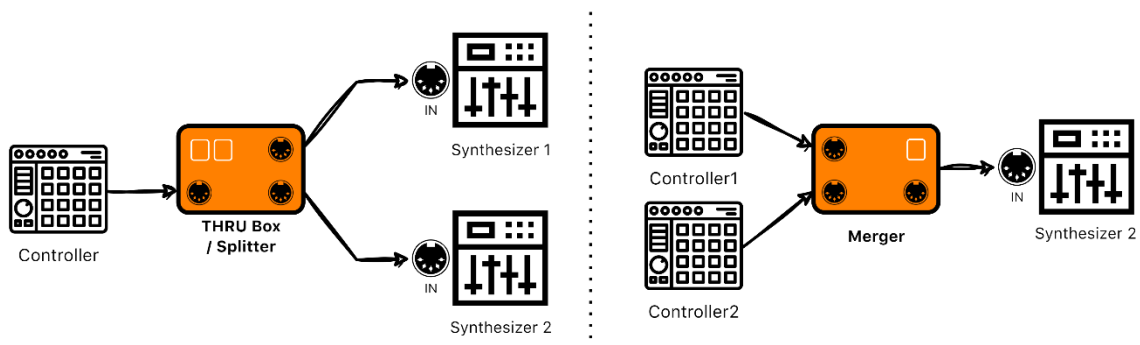 IN
Synthesizer 1
Controller
THRU Box
/ Splitter
IN
Synthesizer 2
Controller1
Controller2
Merger
IN
Synthesizer 2